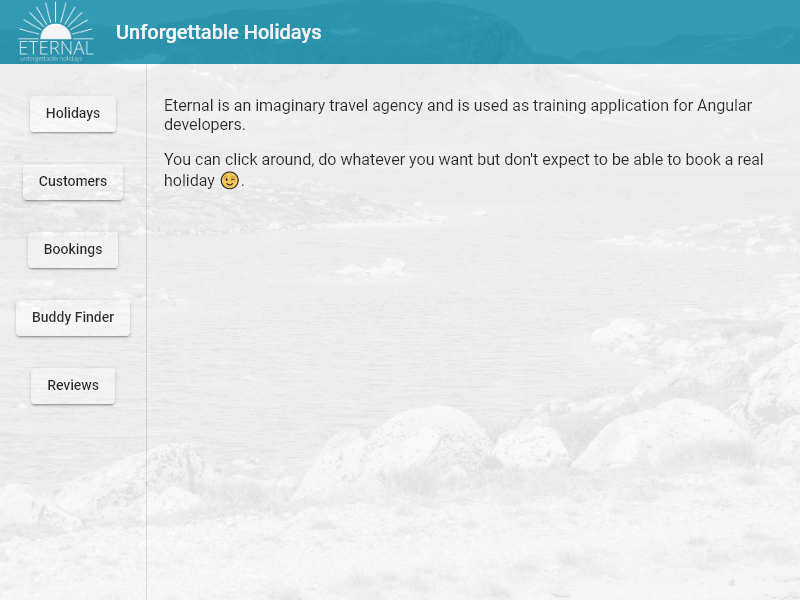 ETERNAL
unforgettable holidays
Unforgettable Holidays
Holidays
Customers
Bookings
Buddy Finder
Reviews
Eternal is an imaginary travel agency and is used as training application for Angular
developers.
You can click around, do whatever you want but don't expect to be able to book a real
holiday 😉.